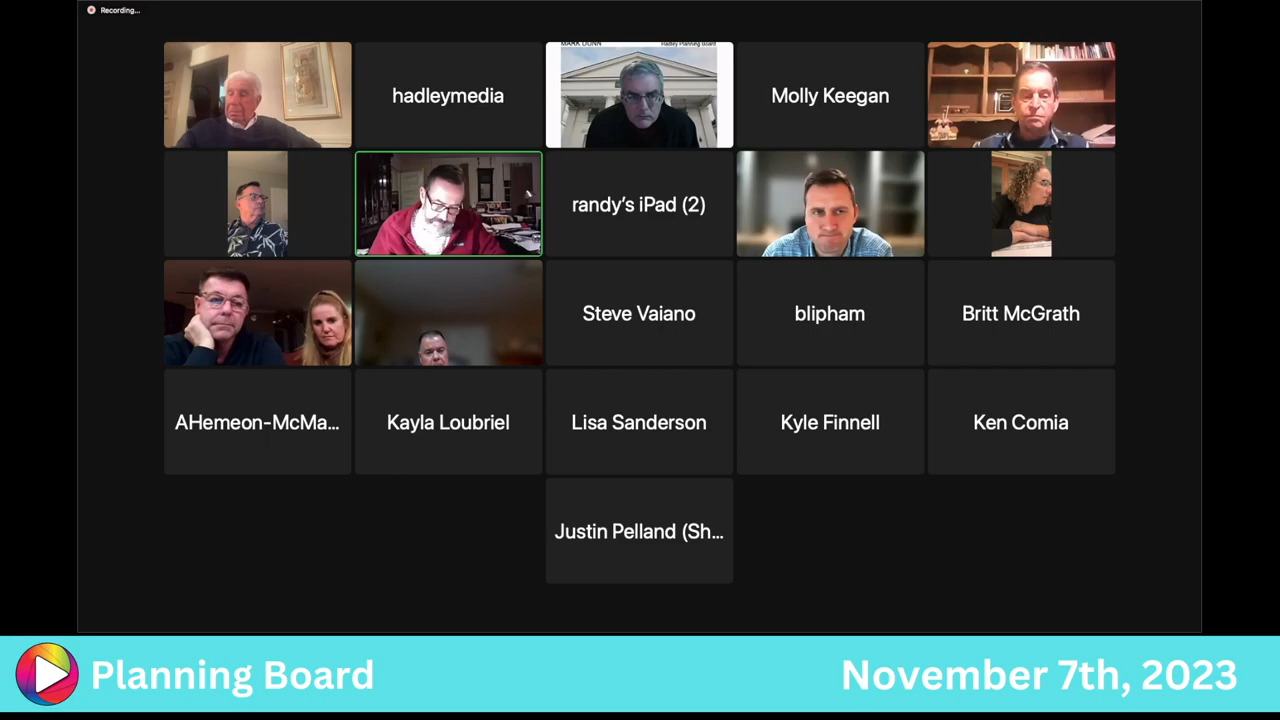 Recording...
hadleymedia
MARK DUNN
Hadley Planning Board
Molly Keegan
randy’s iPad (2)
Steve Vaiano
blipham
Britt McGrath
AHemeon-McMa...
Kayla Loubriel
Lisa Sanderson
Kyle Finnell
Ken Comia
Justin Pelland (Sh...
Planning Board
November 7th, 2023